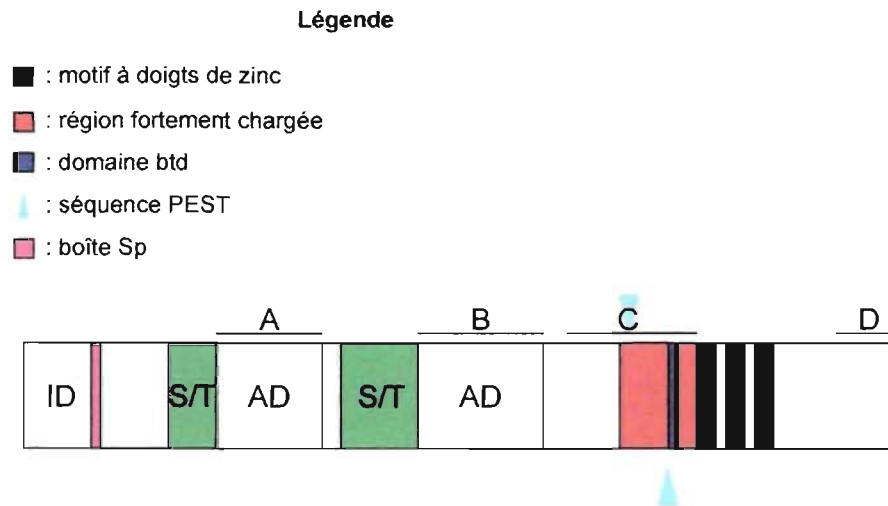 Légende
: motif à doigts de zinc
: région fortement chargée
: domaine btd
: séquence PEST
: boîte Sp
A B C D
ID S/T AD S/T AD